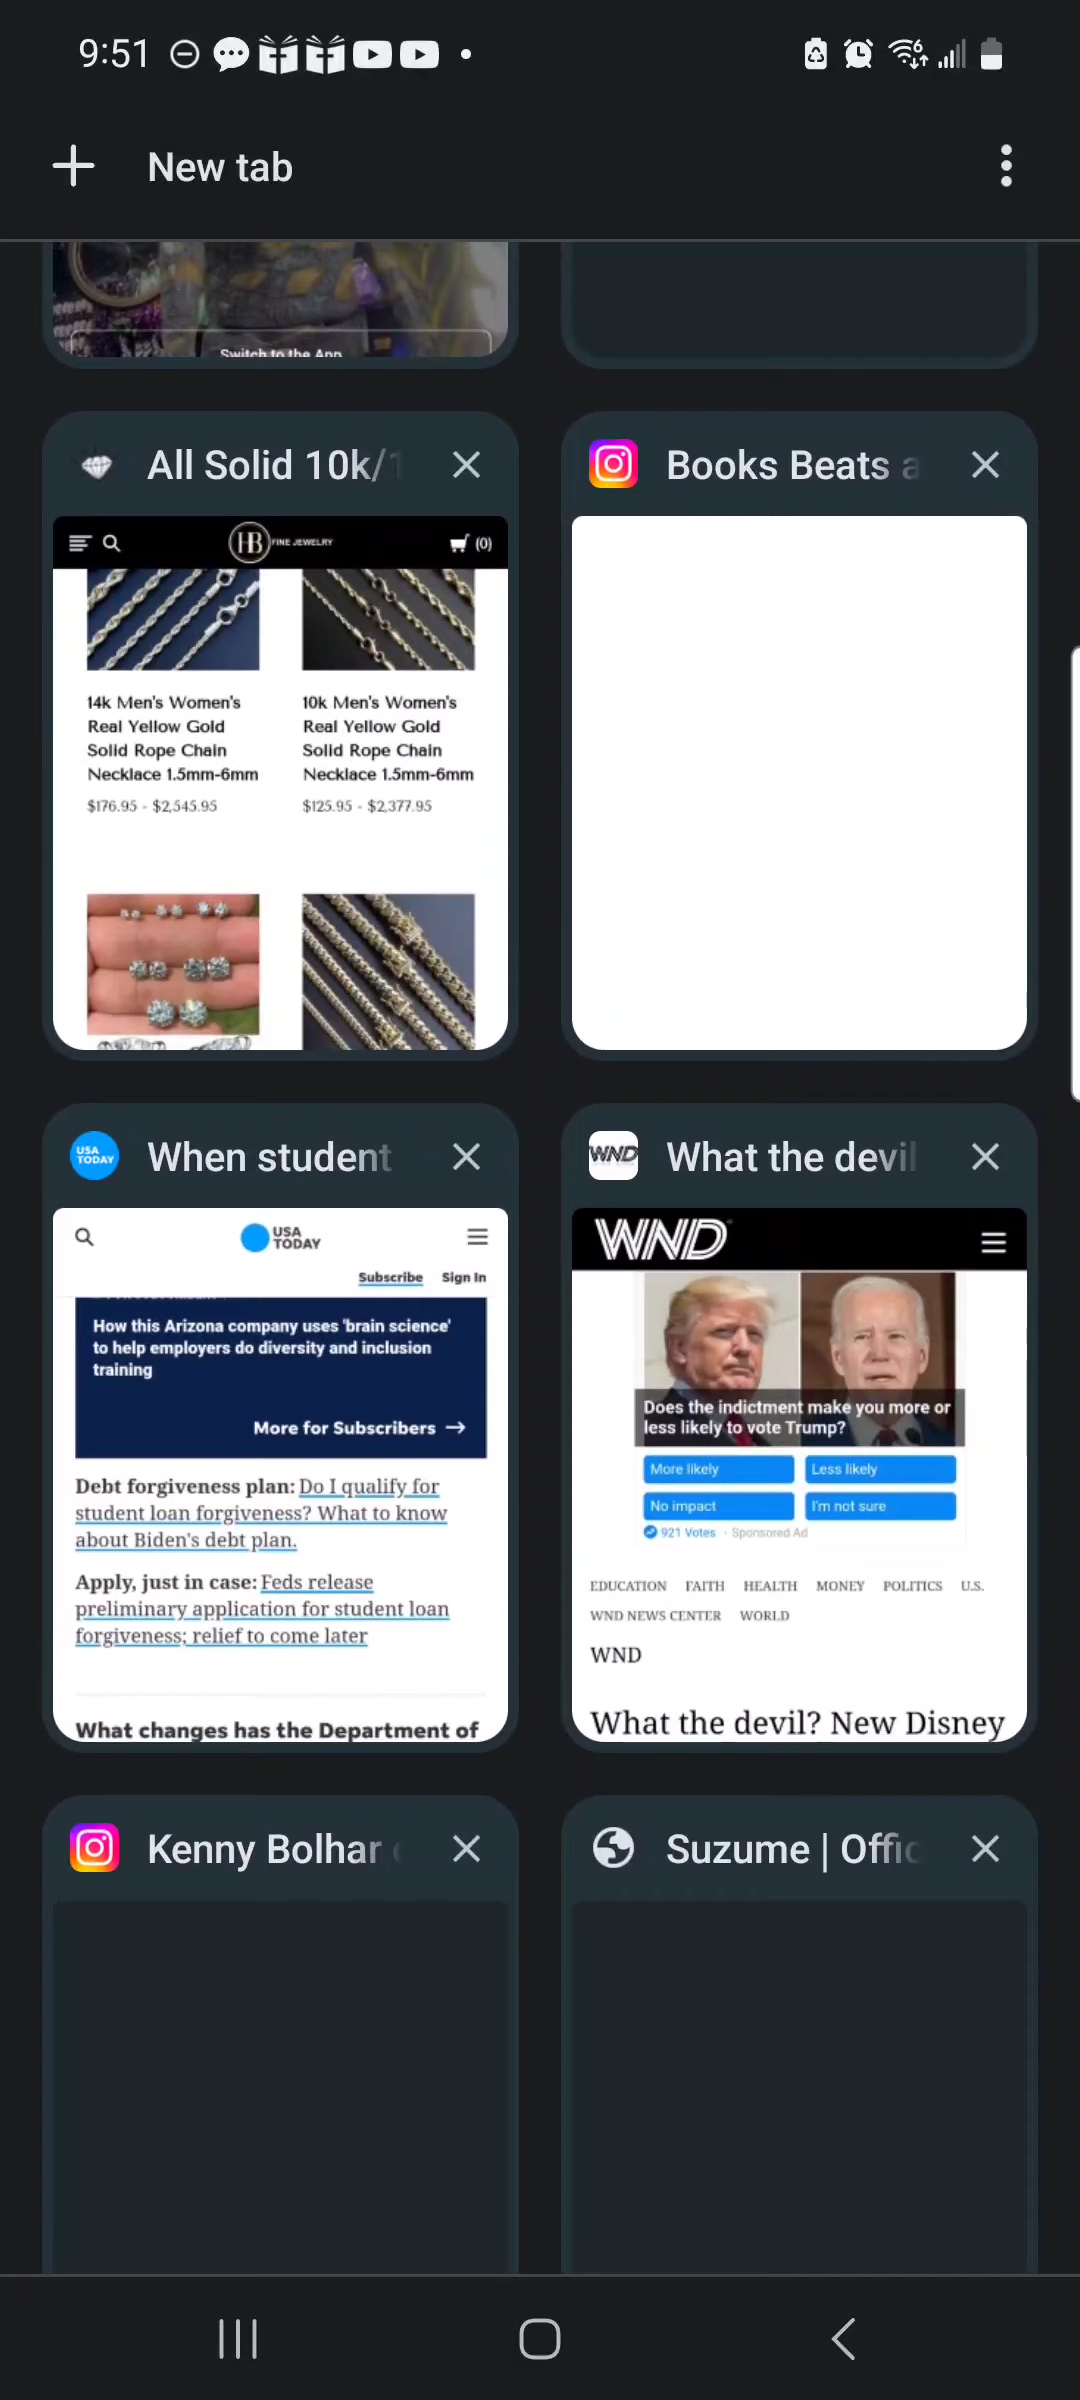 9:51
New tab
Switch to the App
All Solid 10k/1
Books Beats a
HB FINE JEWELRY
(0)
14k Men's Women's
Real Yellow Gold
Solid Rope Chain
Necklace 1.5mm-6mm
$176.95 - $2,545.95
10k Men's Women's
Real Yellow Gold
Solid Rope Chain
Necklace 1.5mm-6mm
$125.95 - $2,377.95
USA
TODAY
When student
WND
What the devil
USA
TODAY
Subscribe Sign In
How this Arizona company uses 'brain science'
to help employers do diversity and inclusion
training
More for Subscribers →
Debt forgiveness plan: Do I qualify for
student loan forgiveness? What to know
about Biden's debt plan.
Apply, just in case: Feds release
preliminary application for student loan
forgiveness; relief to come later
What changes has the Department of
WND
Does the indictment make you more or
less likely to vote Trump?
More likely
Less likely
No impact
I'm not sure
921 Votes · Sponsored Ad
EDUCATION FAITH HEALTH MONEY POLITICS U.S.
WND NEWS CENTER WORLD
WND
What the devil? New Disney
Kenny Bolhar
Suzume | Offic